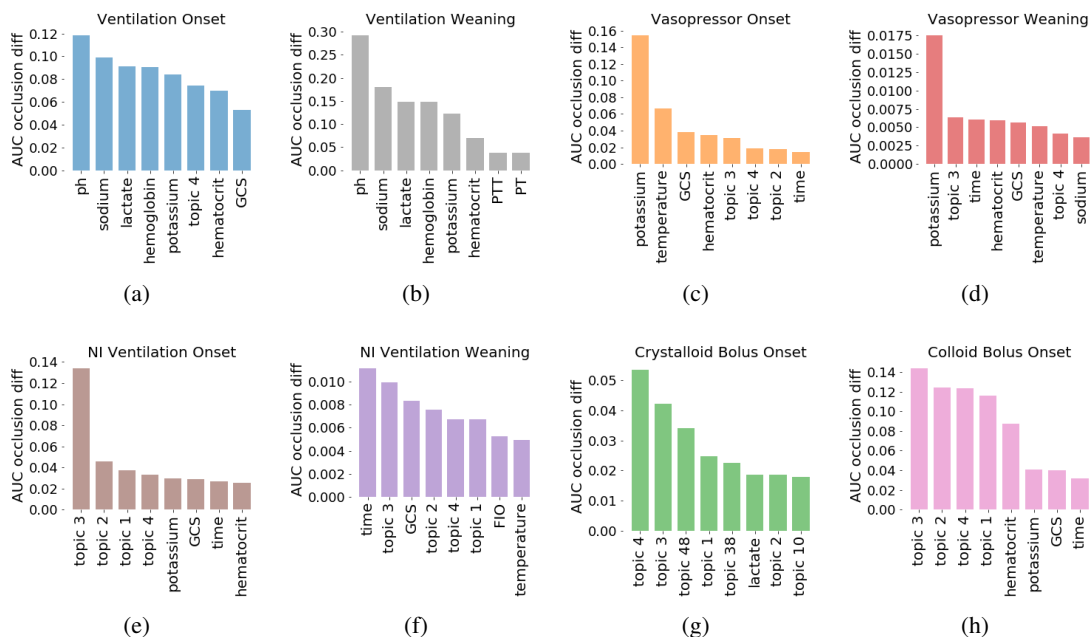 Ventilation Onset
AUC occlusion diff
0.12
0.10
0.08
0.06
0.04
0.02
0.00
ph
sodium
lactate
hemoglobin
potassium
topic 4
hematocrit
GCS
(a)
Ventilation Weaning
AUC occlusion diff
0.30
0.25
0.20
0.15
0.10
0.05
0.00
ph
sodium
lactate
hemoglobin
potassium
hematocrit
PTT
PT
(b)
Vasopressor Onset
AUC occlusion diff
0.16
0.14
0.12
0.10
0.08
0.06
0.04
0.02
0.00
potassium
temperature
GCS
hematocrit
topic 3
topic 4
topic 2
time
(c)
Vasopressor Weaning
AUC occlusion diff
0.0175
0.0150
0.0125
0.0100
0.0075
0.0050
0.0025
0.0000
potassium
topic 3
time
hematocrit
GCS
temperature
topic 4
sodium
(d)
NI Ventilation Onset
AUC occlusion diff
0.14
0.12
0.10
0.08
0.06
0.04
0.02
0.00
topic 3
topic 2
topic 1
topic 4
potassium
GCS
time
hematocrit
(e)
NI Ventilation Weaning
AUC occlusion diff
0.010
0.008
0.006
0.004
0.002
0.000
time
topic 3
GCS
topic 2
topic 4
topic 1
FIO
temperature
(f)
Crystalloid Bolus Onset
AUC occlusion diff
0.05
0.04
0.03
0.02
0.01
0.00
topic 4
topic 3
topic 48
topic 1
topic 38
lactate
topic 2
topic 10
(g)
Colloid Bolus Onset
AUC occlusion diff
0.14
0.12
0.10
0.08
0.06
0.04
0.02
0.00
topic 3
topic 2
topic 4
topic 1
hematocrit
potassium
GCS
time
(h)